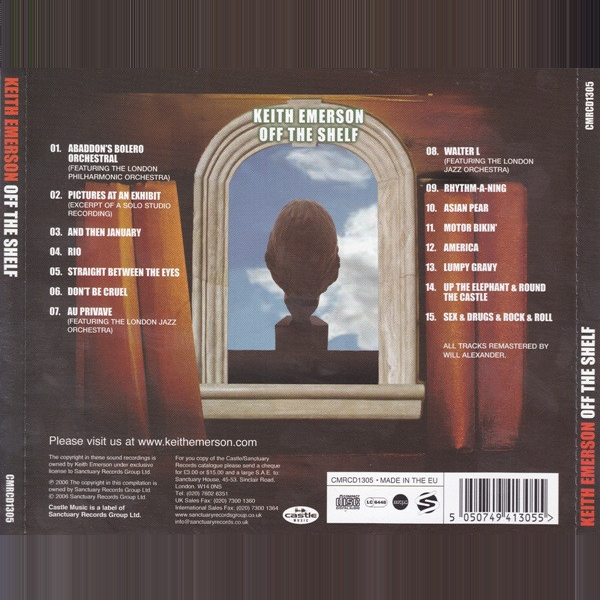 KEITH EMERSON OFF THE SHELF
CMRCD1305
KEITH EMERSON
OFF THE SHELF
01. ABADDON'S BOLERO
ORCHESTRAL
(FEATURING THE LONDON
PHILHARMONIC ORCHESTRA)
02. PICTURES AT AN EXHIBIT
(EXCERPT OF A SOLO STUDIO
RECORDING)
03. AND THEN JANUARY
04. RIO
05. STRAIGHT BETWEEN THE EYES
06. DON'T BE CRUEL
07. AU PRIVAVE
(FEATURING THE LONDON JAZZ
ORCHESTRA)
08. WALTER L
(FEATURING THE LONDON
JAZZ ORCHESTRA)
09. RHYTHM-A-NING
10. ASIAN PEAR
11. MOTOR BIKIN'
12. AMERICA
13. LUMPY GRAVY
14. UP THE ELEPHANT & ROUND
THE CASTLE
15. SEX & DRUGS & ROCK & ROLL
ALL TRACKS REMASTERED BY
WILL ALEXANDER.
Please visit us at www.keithemerson.com
The copyright in these sound recordings is
owned by Keith Emerson under exclusive
license to Sanctuary Records Group Ltd.
℗ 2006 The copyright in this compilation is
owned by Sanctuary Records Group Ltd.
© 2006 Sanctuary Records Group Ltd.
Castle Music is a label of
Sanctuary Records Group Ltd.
For you copy of the Castle/Sanctuary
Records catalogue please send a cheque
for £3.00 or $15.00 and a large S.A.E. to:
Sanctuary House, 45-53. Sinclair Road.
London. W14 0NS
Tel: (020) 7602 6351
UK Sales Fax: (020) 7300 1360
International Sales Fax: (020) 7300 1364
www.sanctuaryrecordsgroup.co.uk
info@sanctuaryrecords.co.uk
castle
MUSIC
CMRCD1305 • MADE IN THE EU
COMPACT
disc
DIGITAL AUDIO
LC 6448
5 050749 413055>
CMRCD1305
KEITH EMERSON OFF THE SHELF